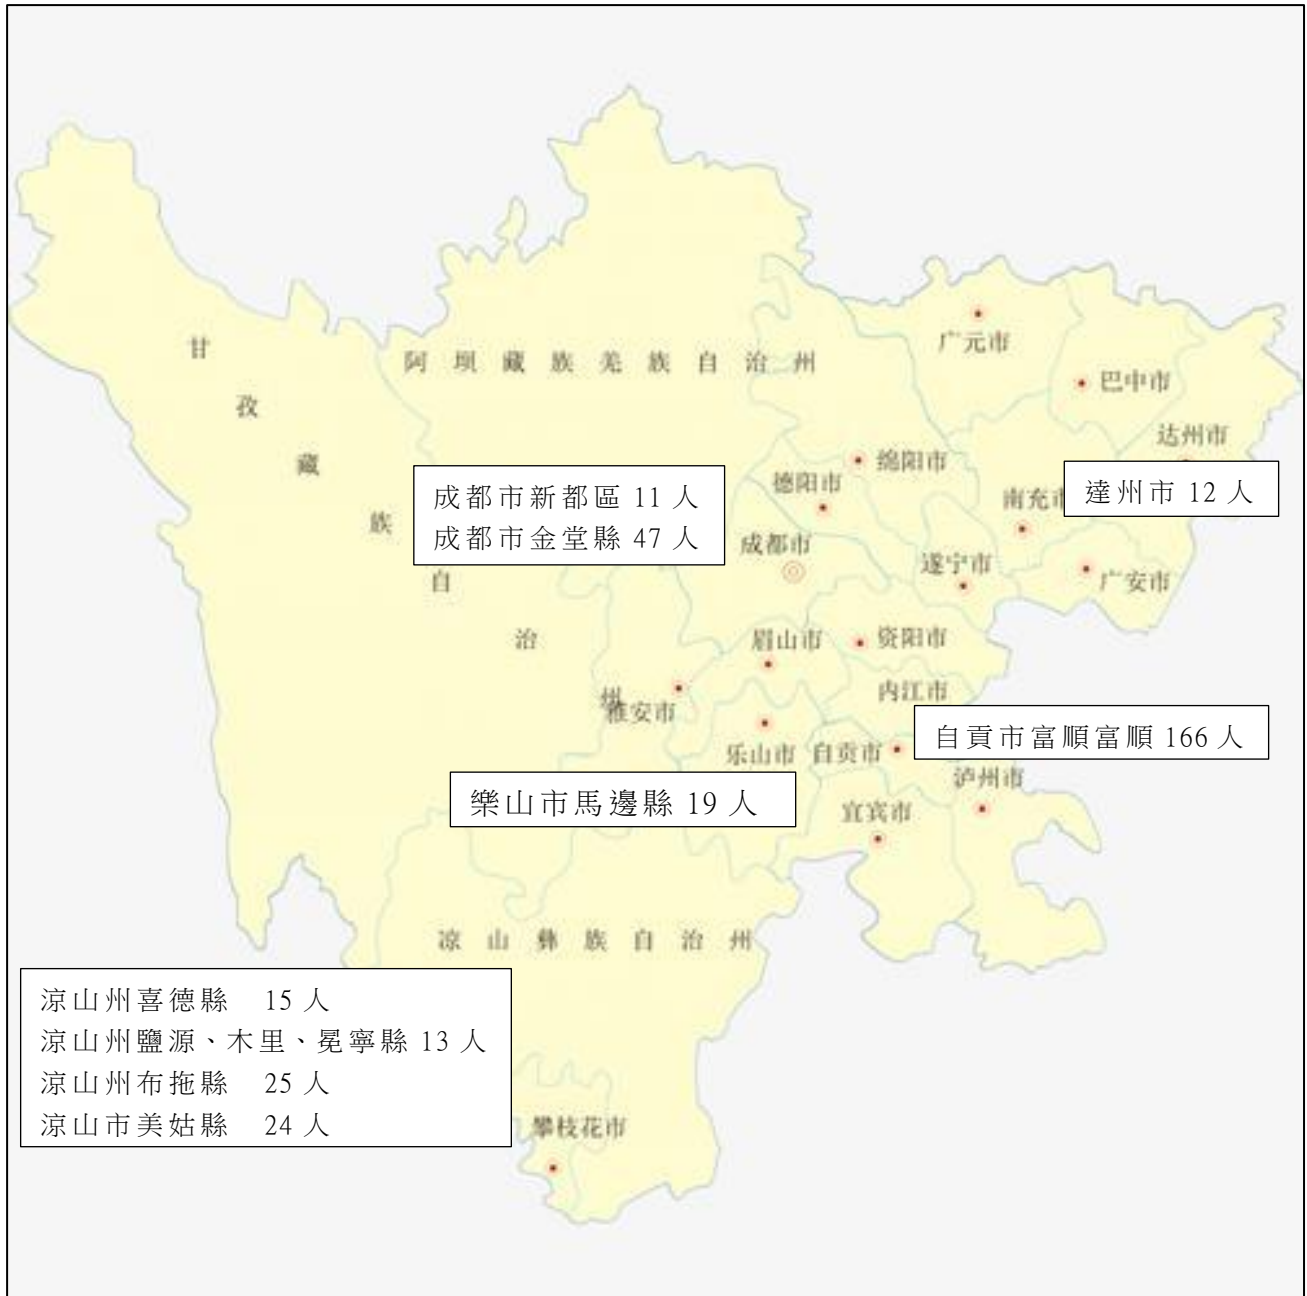 广元市
甘
阿坝藏族羌族自治州
巴中市
孜
达州市
藏
绵阳市
德阳市
成都市新都區 11 人
成都市金堂縣 47 人
達州市 12 人
南充市
族
成都市
遂宁市
广安市
自
治
眉山市
资阳市
内江市
州
雅安市
自貢市富順富順 166 人
乐山市
自贡市
泸州市
樂山市馬邊縣 19 人
宜宾市
凉山彝族自治州
涼山州喜德縣 15 人
涼山州鹽源、木里、冕寧縣 13 人
涼山州布拖縣 25 人
涼山市美姑縣 24 人
攀枝花市